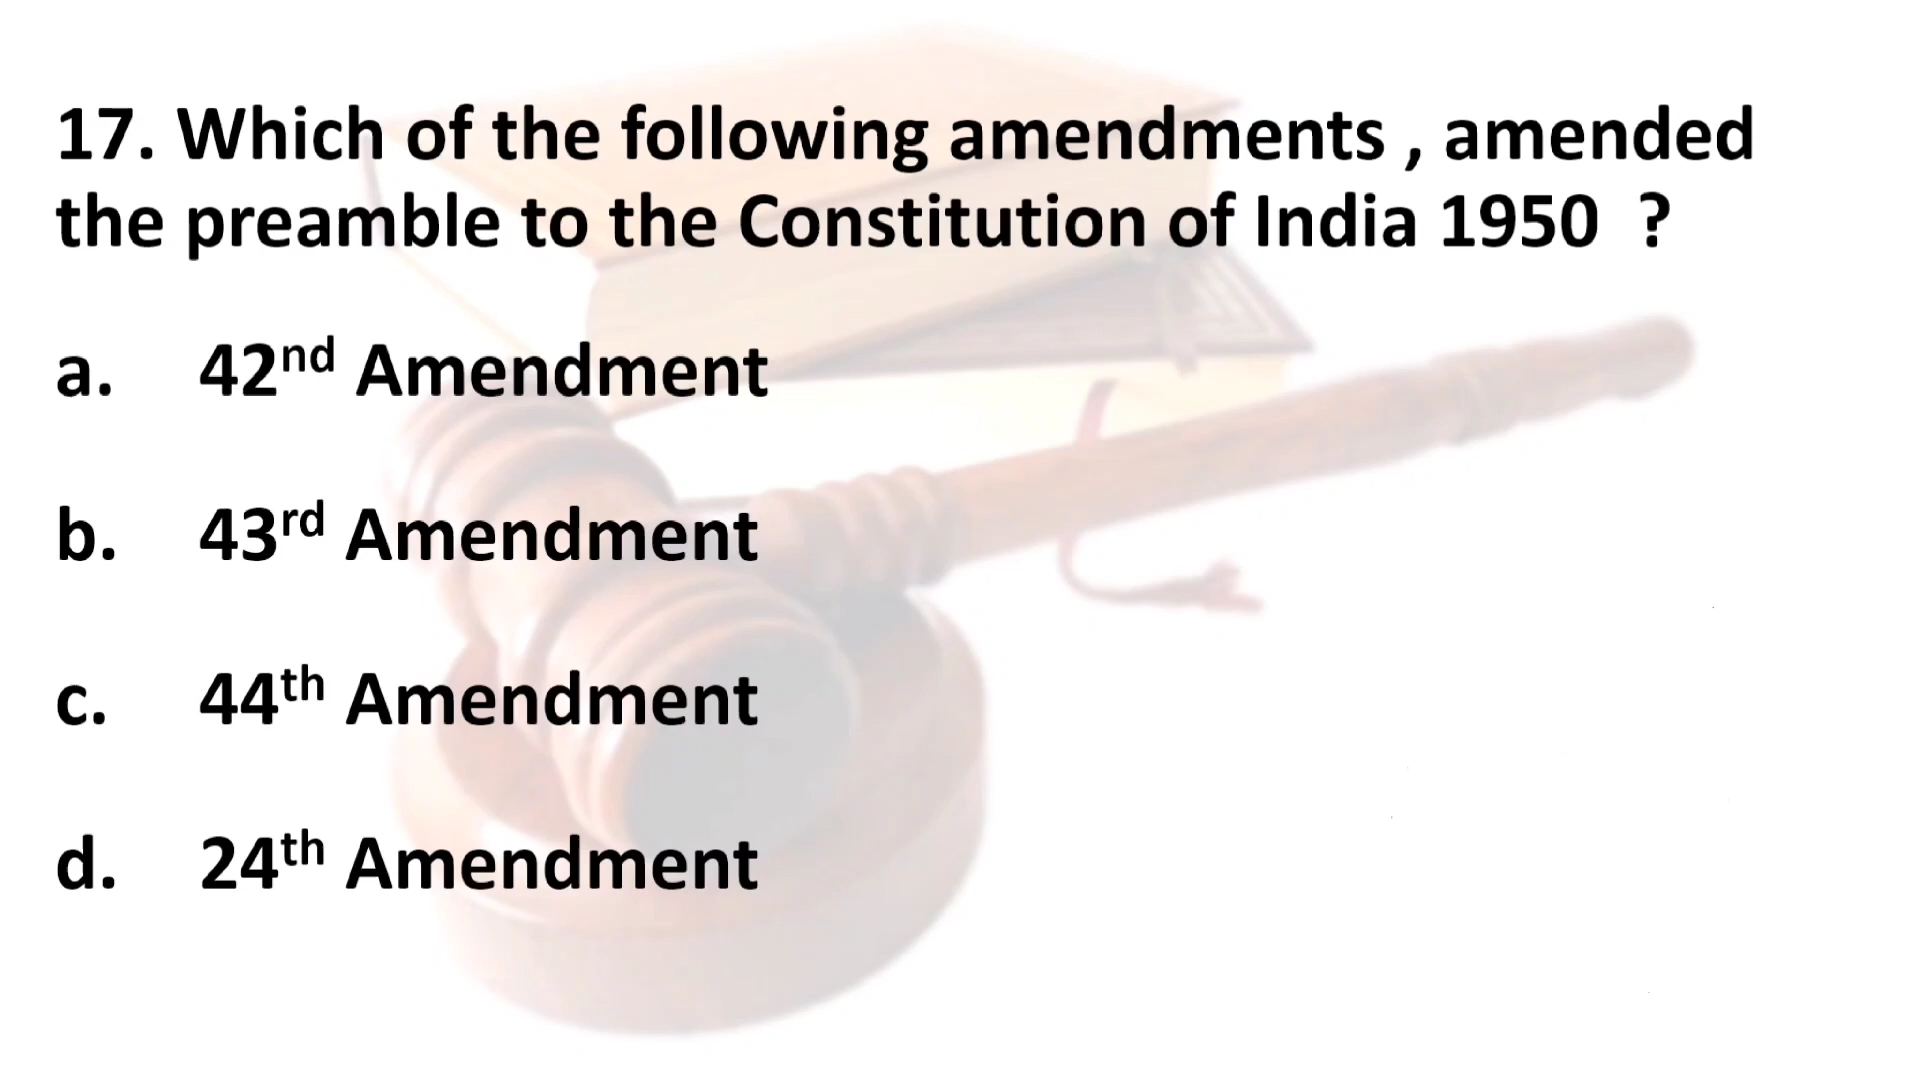 17. Which of the following amendments , amended
the preamble to the Constitution of India 1950 ?
a. 42nd Amendment
b. 43rd Amendment
c. 44th Amendment
d. 24th Amendment